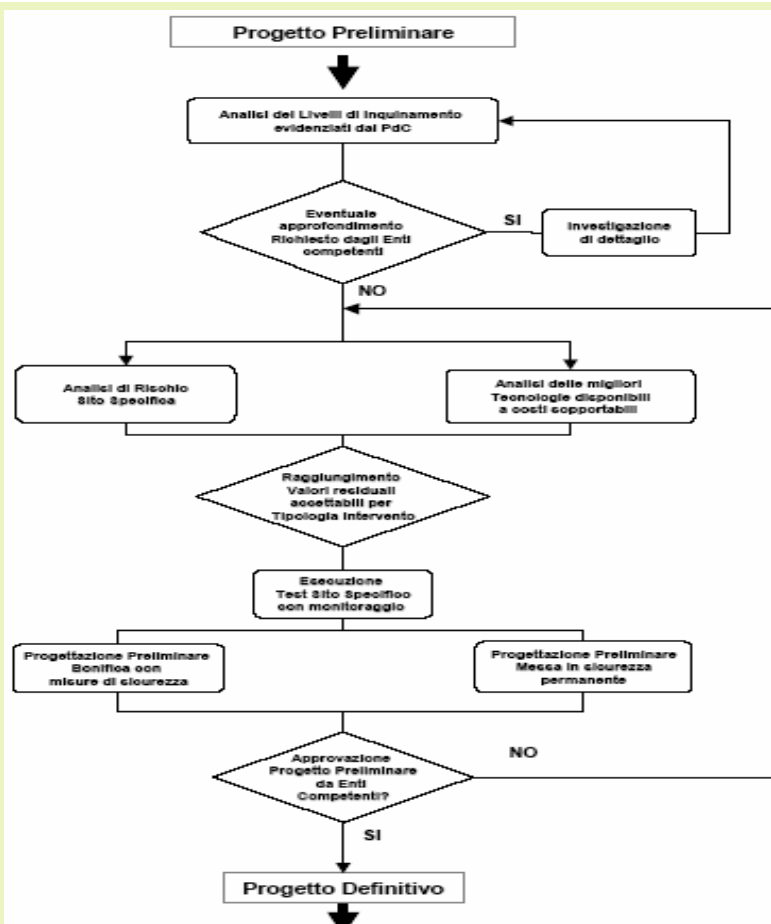 Progetto Preliminare
Analisi dei Livelli di Inquinamento
evidenziati dal PdC
Eventuale
approfondimento
Richiesto dagli Enti
competenti
SI
Investigazione
di dettaglio
NO
Analisi di Rischio
Sito Specifica
Analisi delle migliori
Tecnologie disponibili
a costi sopportabili
Raggiungimento
Valori residuali
accettabili per
Tipologia Intervento
Esecuzione
Test Sito Specifico
con monitoraggio
Progettazione Preliminare
Bonifica con
misure di sicurezza
Progettazione Preliminare
Messa in sicurezza
permanente
Approvazione
Progetto Preliminare
da Enti
Competenti?
NO
SI
Progetto Definitivo